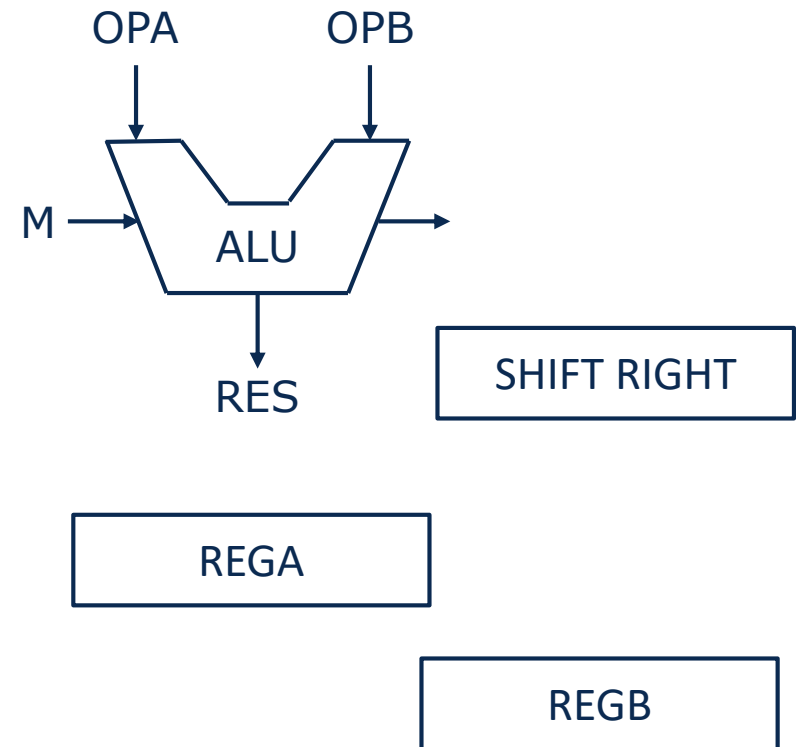 OPA OPB
M
ALU
SHIFT RIGHT
RES
REGA
REGB